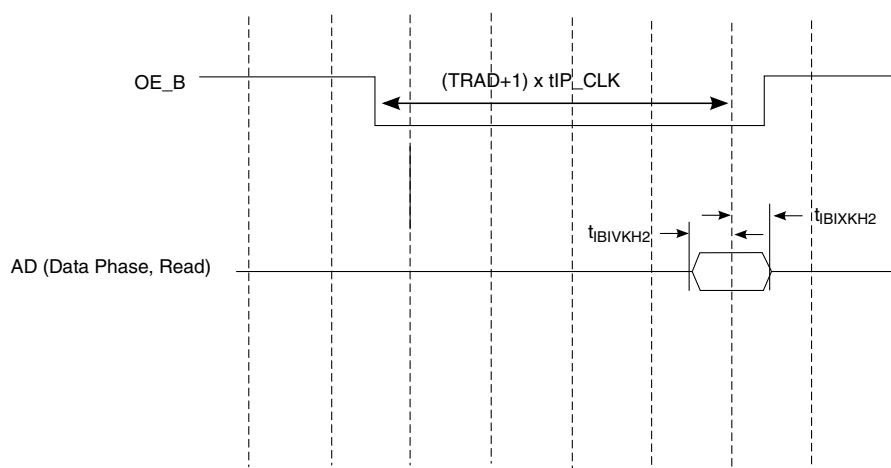 OE_B
(TRAD+1) x tIP_CLK
tIBIVKH2
tIBIXKH2
AD (Data Phase, Read)